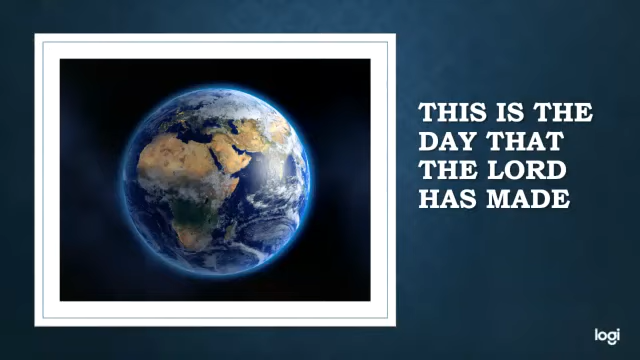 THIS IS THE
DAY THAT
THE LORD
HAS MADE
logi